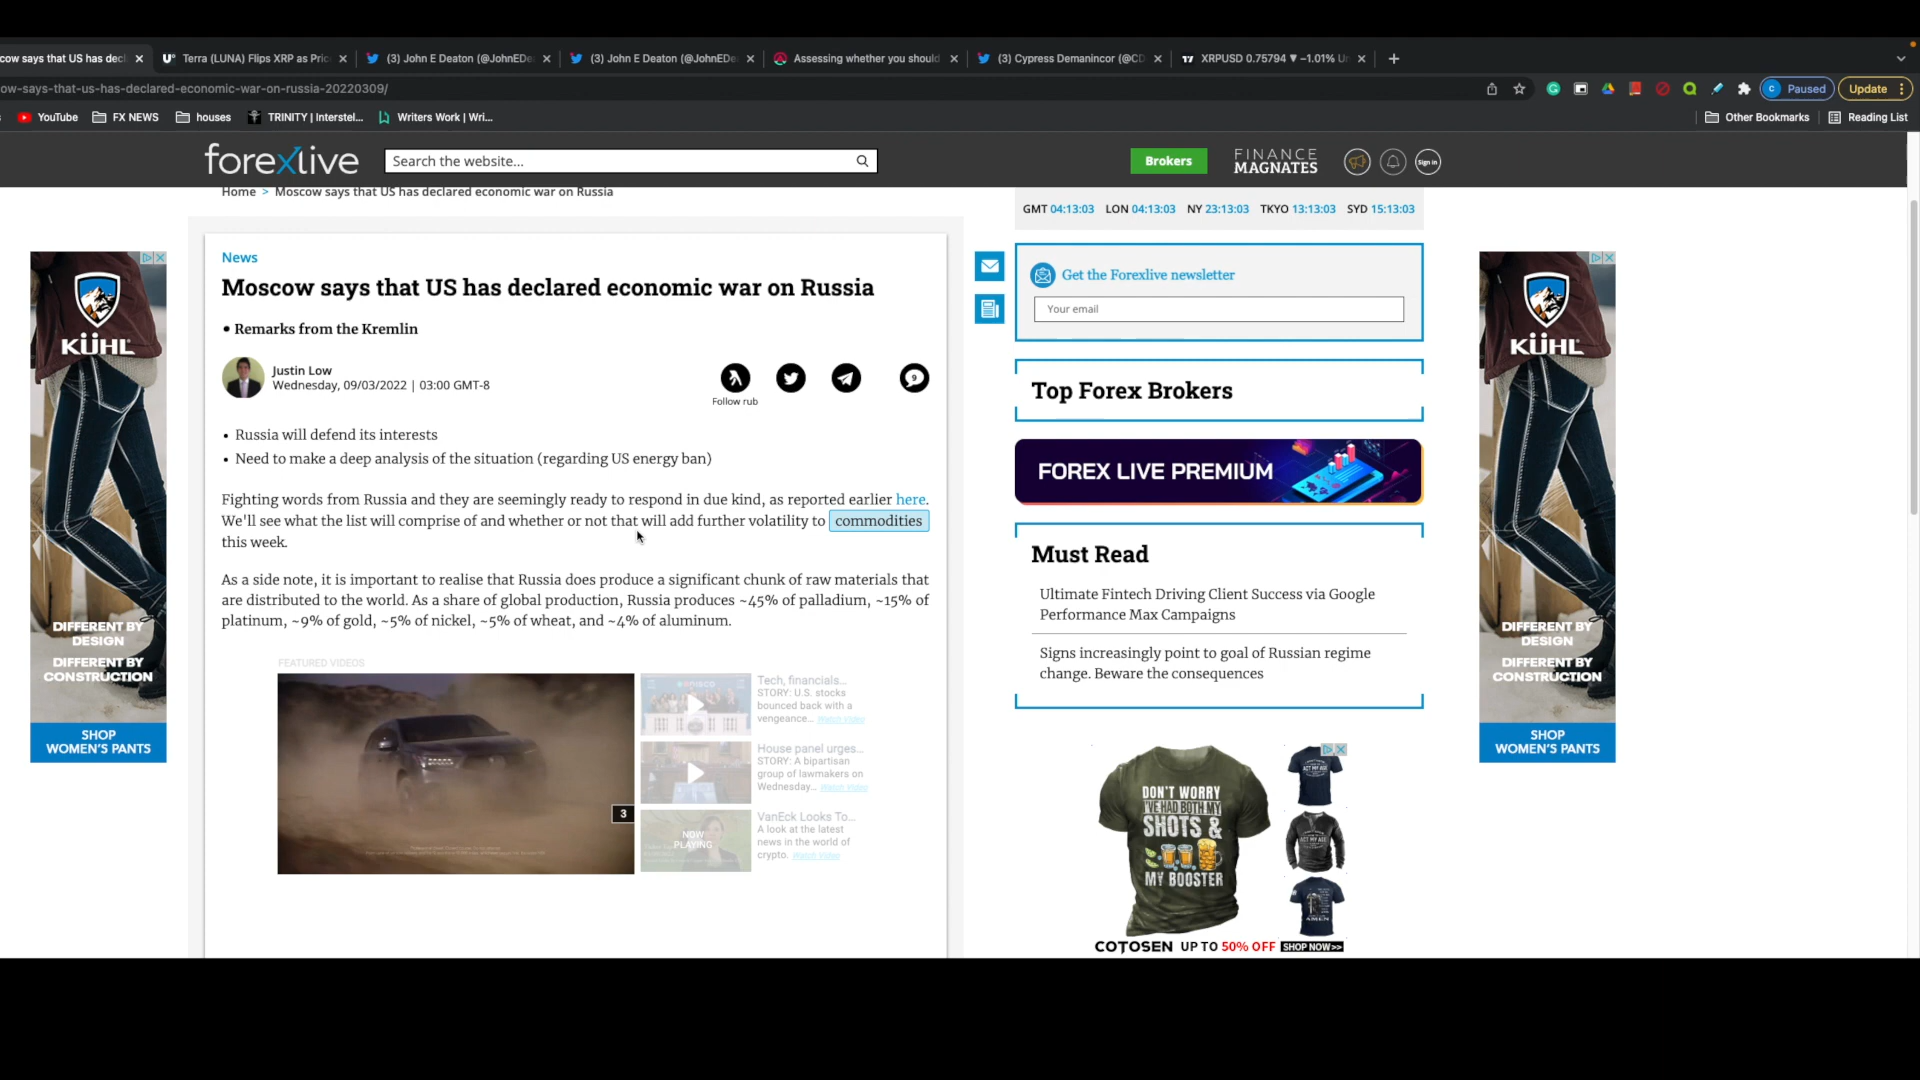 cow says that US has decl
Terra (LUNA) Flips XRP as Pric
(3) John E Deaton (@JohnEDe
(3) John E Deaton (@JohnEDe
Assessing whether you should
(3) Cypress Demanincor (@CD
XRPUSD 0.75794 ▼ −1.01% Un
ow-says-that-us-has-declared-economic-war-on-russia-20220309/
C Paused
Update
YouTube
FX NEWS
houses
TRINITY | Interstel...
Writers Work | Wri...
Other Bookmarks
Reading List
forexlive
Search the website...
Brokers
FINANCE
MAGNATES
Sign in
Home > Moscow says that US has declared economic war on Russia
GMT 04:13:03 LON 04:13:03 NY 23:13:03 TKYO 13:13:03 SYD 15:13:03
News
Moscow says that US has declared economic war on Russia
• Remarks from the Kremlin
Justin Low
Wednesday, 09/03/2022 | 03:00 GMT-8
Follow rub
9
• Russia will defend its interests
• Need to make a deep analysis of the situation (regarding US energy ban)
Fighting words from Russia and they are seemingly ready to respond in due kind, as reported earlier here.
We'll see what the list will comprise of and whether or not that will add further volatility to commodities
this week.
As a side note, it is important to realise that Russia does produce a significant chunk of raw materials that
are distributed to the world. As a share of global production, Russia produces ~45% of palladium, ~15% of
platinum, ~9% of gold, ~5% of nickel, ~5% of wheat, and ~4% of aluminum.
FEATURED VIDEOS
3
Tech, financials...
STORY: U.S. stocks
bounced back with a
vengeance... Watch Video
House panel urges...
STORY: A bipartisan
group of lawmakers on
Wednesday... Watch Video
NOW
PLAYING
VanEck Looks To...
A look at the latest
news in the world of
crypto. Watch Video
Get the Forexlive newsletter
Your email
Top Forex Brokers
FOREX LIVE PREMIUM
Must Read
Ultimate Fintech Driving Client Success via Google
Performance Max Campaigns
Signs increasingly point to goal of Russian regime
change. Beware the consequences
DON'T WORRY
I'VE HAD BOTH MY
SHOTS &
MY BOOSTER
COTOSEN UP TO 50% OFF SHOP NOW>>
KÜHL
DIFFERENT BY
DESIGN
DIFFERENT BY
CONSTRUCTION
SHOP
WOMEN'S PANTS
KÜHL
DIFFERENT BY
DESIGN
DIFFERENT BY
CONSTRUCTION
SHOP
WOMEN'S PANTS